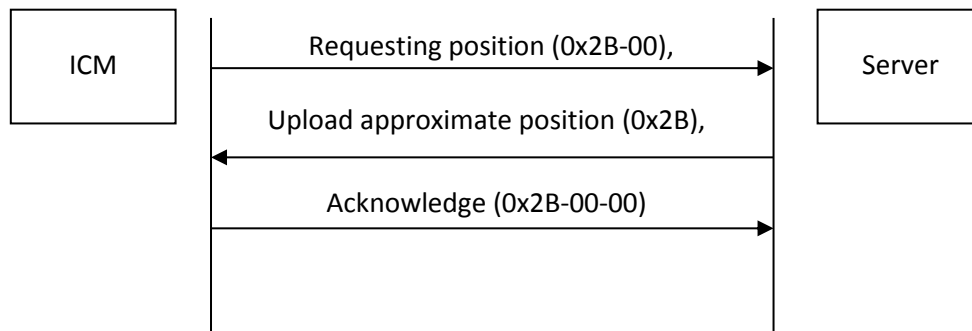 ICM
Requesting position (0x2B-00),
Server
Upload approximate position (0x2B),
Acknowledge (0x2B-00-00)